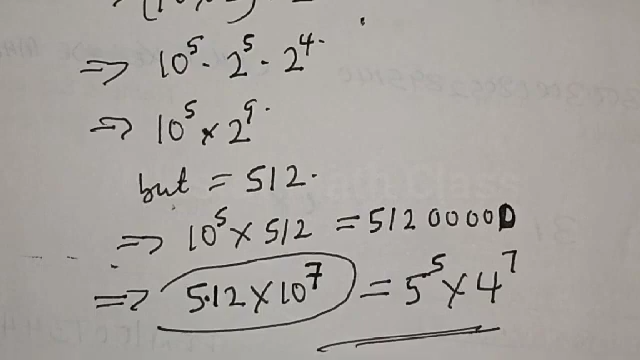 ⇒ 10⁵ · 2⁵ · 2⁴.
⇒ 10⁵ × 2⁹.
but = 512.
⇒ 10⁵ × 512 = 51200000
⇒ 5.12 × 10⁷ = 5⁵ × 4⁷